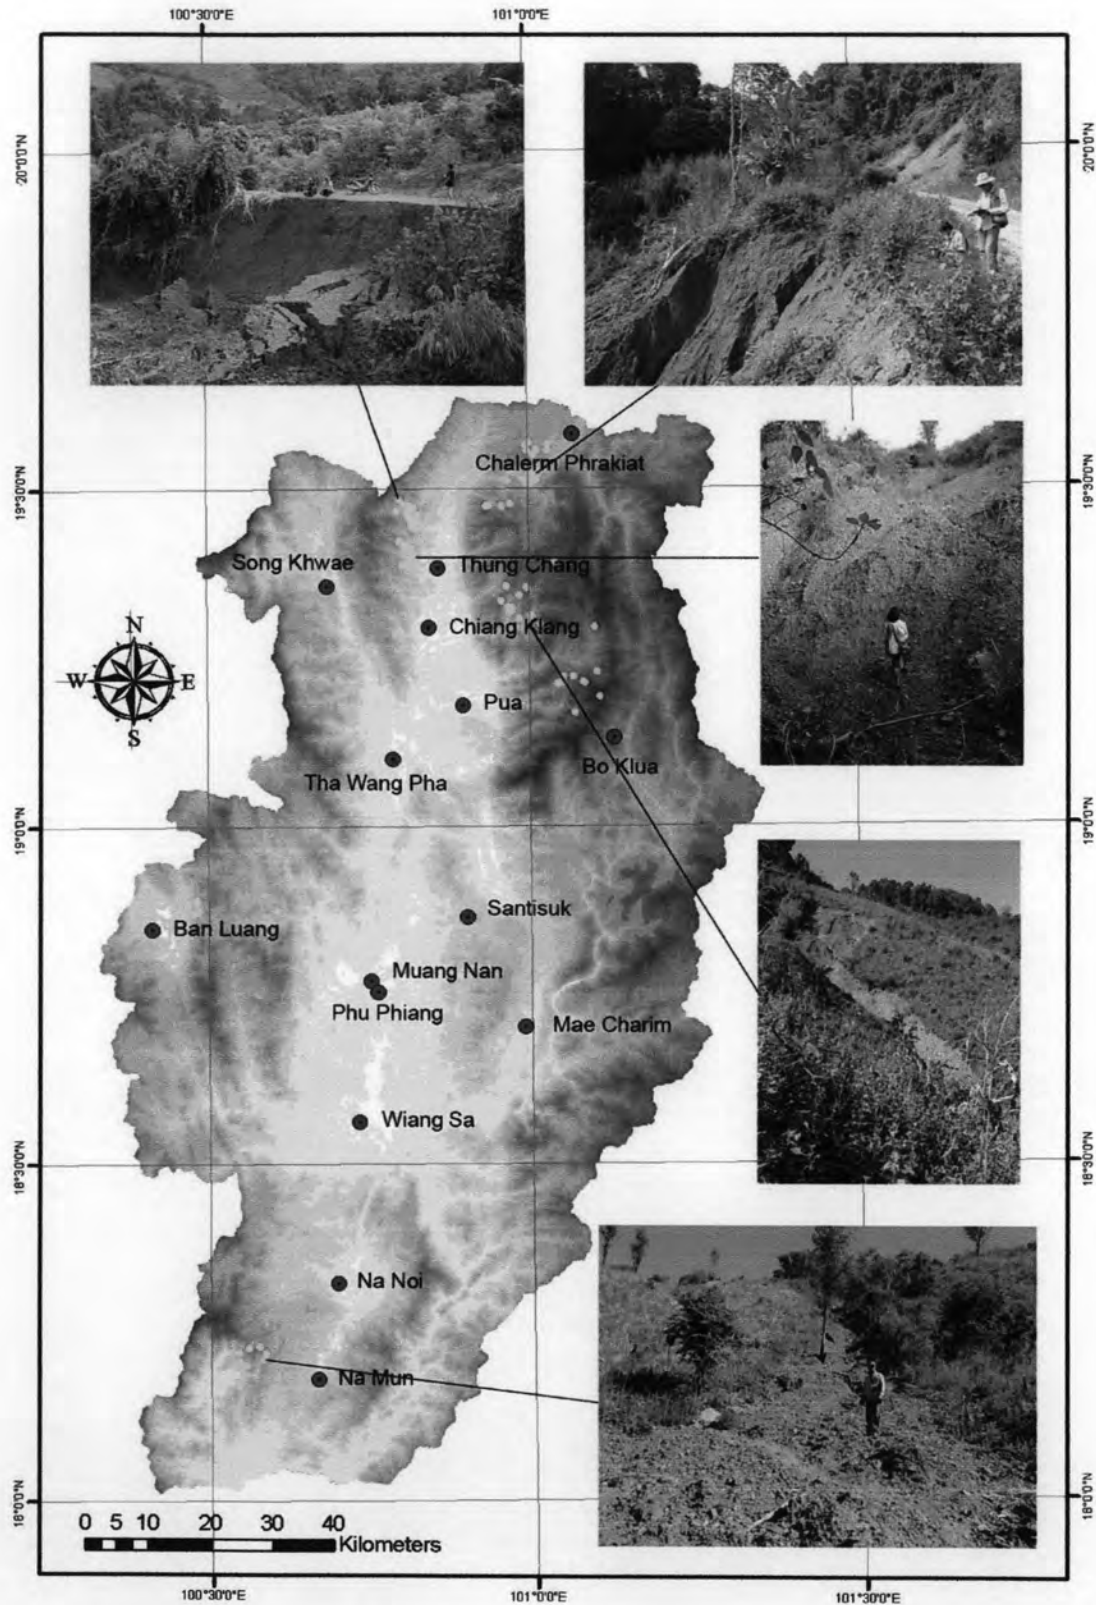 100°30'0"E
101°0'0"E
20°0'0"N
20°0'0"N
Chalerm Phrakiat
19°30'0"N
19°30'0"N
Song Khwae
Thung Chang
Chiang Klang
N
W
E
S
Pua
Bo Klua
Tha Wang Pha
19°0'0"N
19°0'0"N
Santisuk
Ban Luang
Muang Nan
Phu Phiang
Mae Charim
Wiang Sa
18°30'0"N
18°30'0"N
Na Noi
Na Mun
18°0'0"N
18°0'0"N
0 5 10 20 30 40
Kilometers
100°30'0"E
101°0'0"E
101°30'0"E